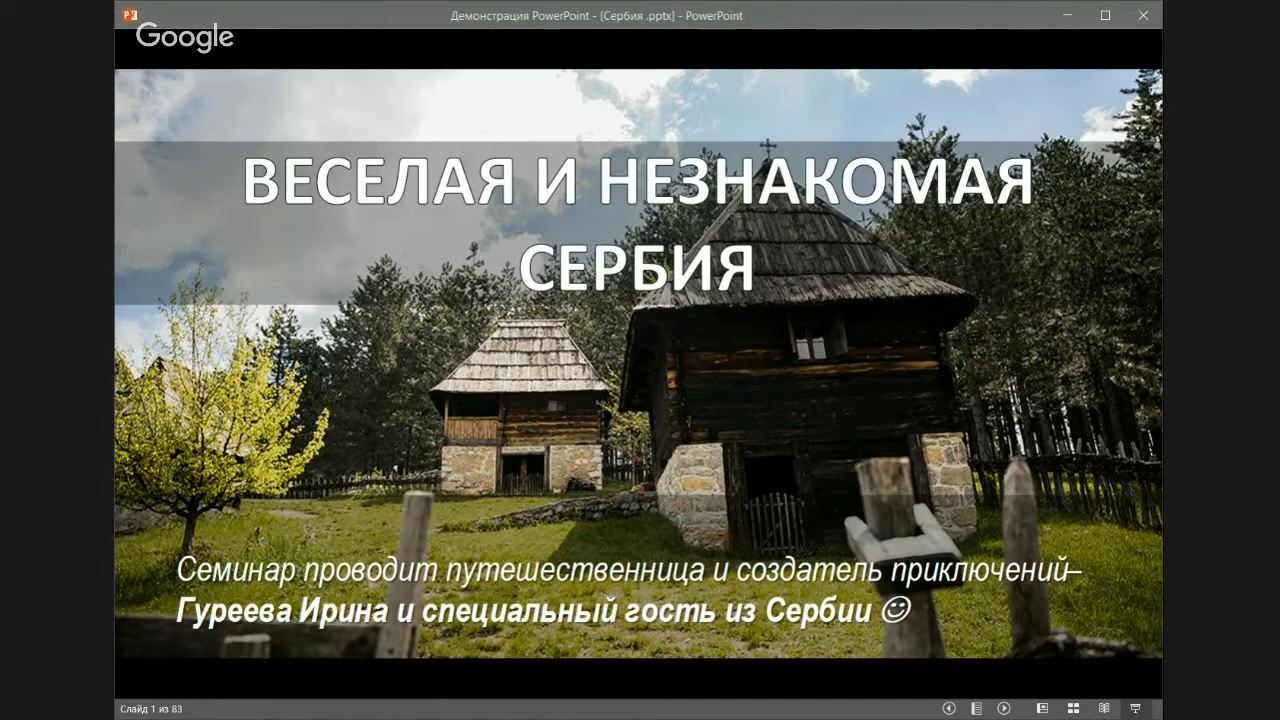 Демонстрация PowerPoint - [Сербия .pptx] - PowerPoint
Google
ВЕСЕЛАЯ И НЕЗНАКОМАЯ
СЕРБИЯ
Семинар проводит путешественница и создатель приключений–
Гуреева Ирина и специальный гость из Сербии ☺
Слайд 1 из 83